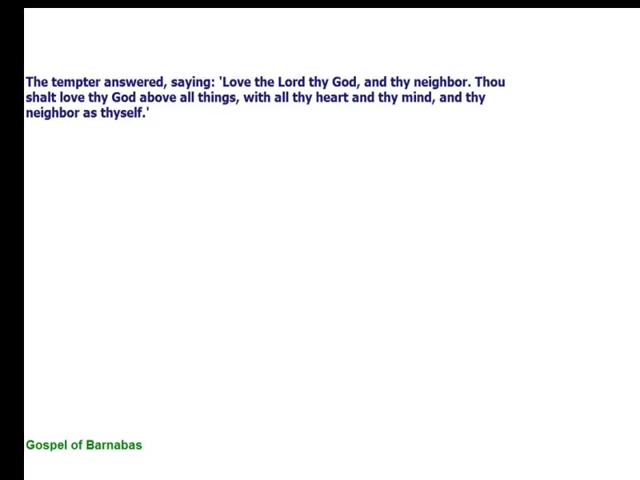 The tempter answered, saying: 'Love the Lord thy God, and thy neighbor. Thou
shalt love thy God above all things, with all thy heart and thy mind, and thy
neighbor as thyself.'
Gospel of Barnabas